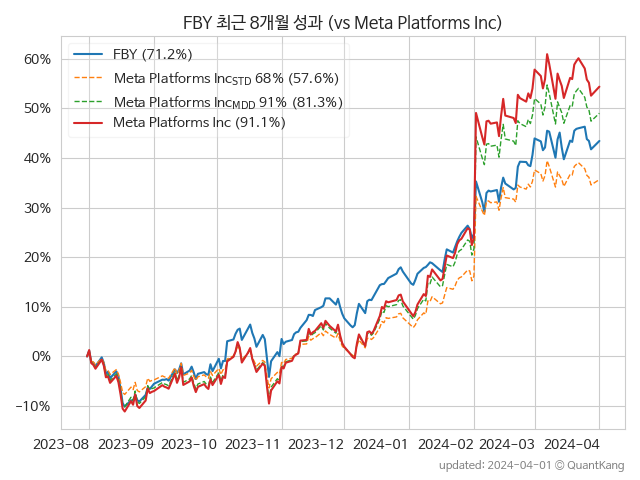 FBY 최근 8개월 성과 (vs Meta Platforms Inc)
FBY (71.2%)
Meta Platforms IncSTD 68% (57.6%)
Meta Platforms IncMDD 91% (81.3%)
Meta Platforms Inc (91.1%)
60%
50%
40%
30%
20%
10%
0%
−10%
2023−08 2023−09 2023−10 2023−11 2023−12 2024−01 2024−02 2024−03 2024−04
updated: 2024-04-01 © QuantKang